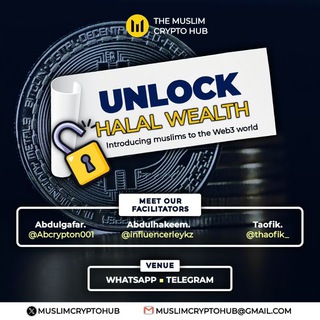 THE MUSLIM
CRYPTO HUB
UNLOCK
HALAL WEALTH
Introducing muslims to the Web3 world
MEET OUR
FACILITATORS
Abdulgafar.
@Abcrypton001
Abdulhakeem.
@influencerleykz
Taofik.
@thaofik_
VENUE
WHATSAPP ▪ TELEGRAM
MUSLIMCRYPTOHUB
MUSLIMCRYPTOHUB@GMAIL.COM